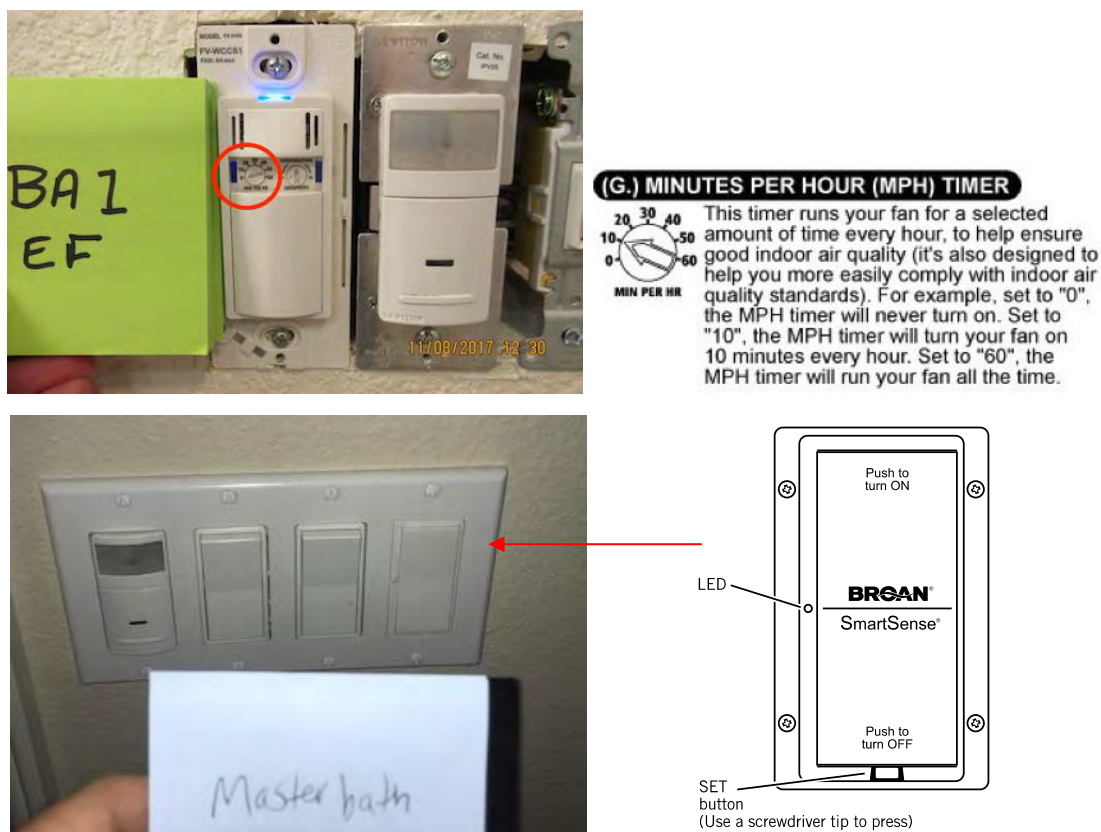 MODEL
FV-WCCS1
Cat. No.
IPV05
BA 1
EF
LEVITON
11/08/2017 12:30
(G.) MINUTES PER HOUR (MPH) TIMER
0 10 20 30 40 50 60
MIN PER HR
This timer runs your fan for a selected
amount of time every hour, to help ensure
good indoor air quality (it's also designed to
help you more easily comply with indoor air
quality standards). For example, set to "0",
the MPH timer will never turn on. Set to
"10", the MPH timer will turn your fan on
10 minutes every hour. Set to "60", the
MPH timer will run your fan all the time.
Master bath
Push to
turn ON
LED
BROAN®
SmartSense®
Push to
turn OFF
SET
button
(Use a screwdriver tip to press)